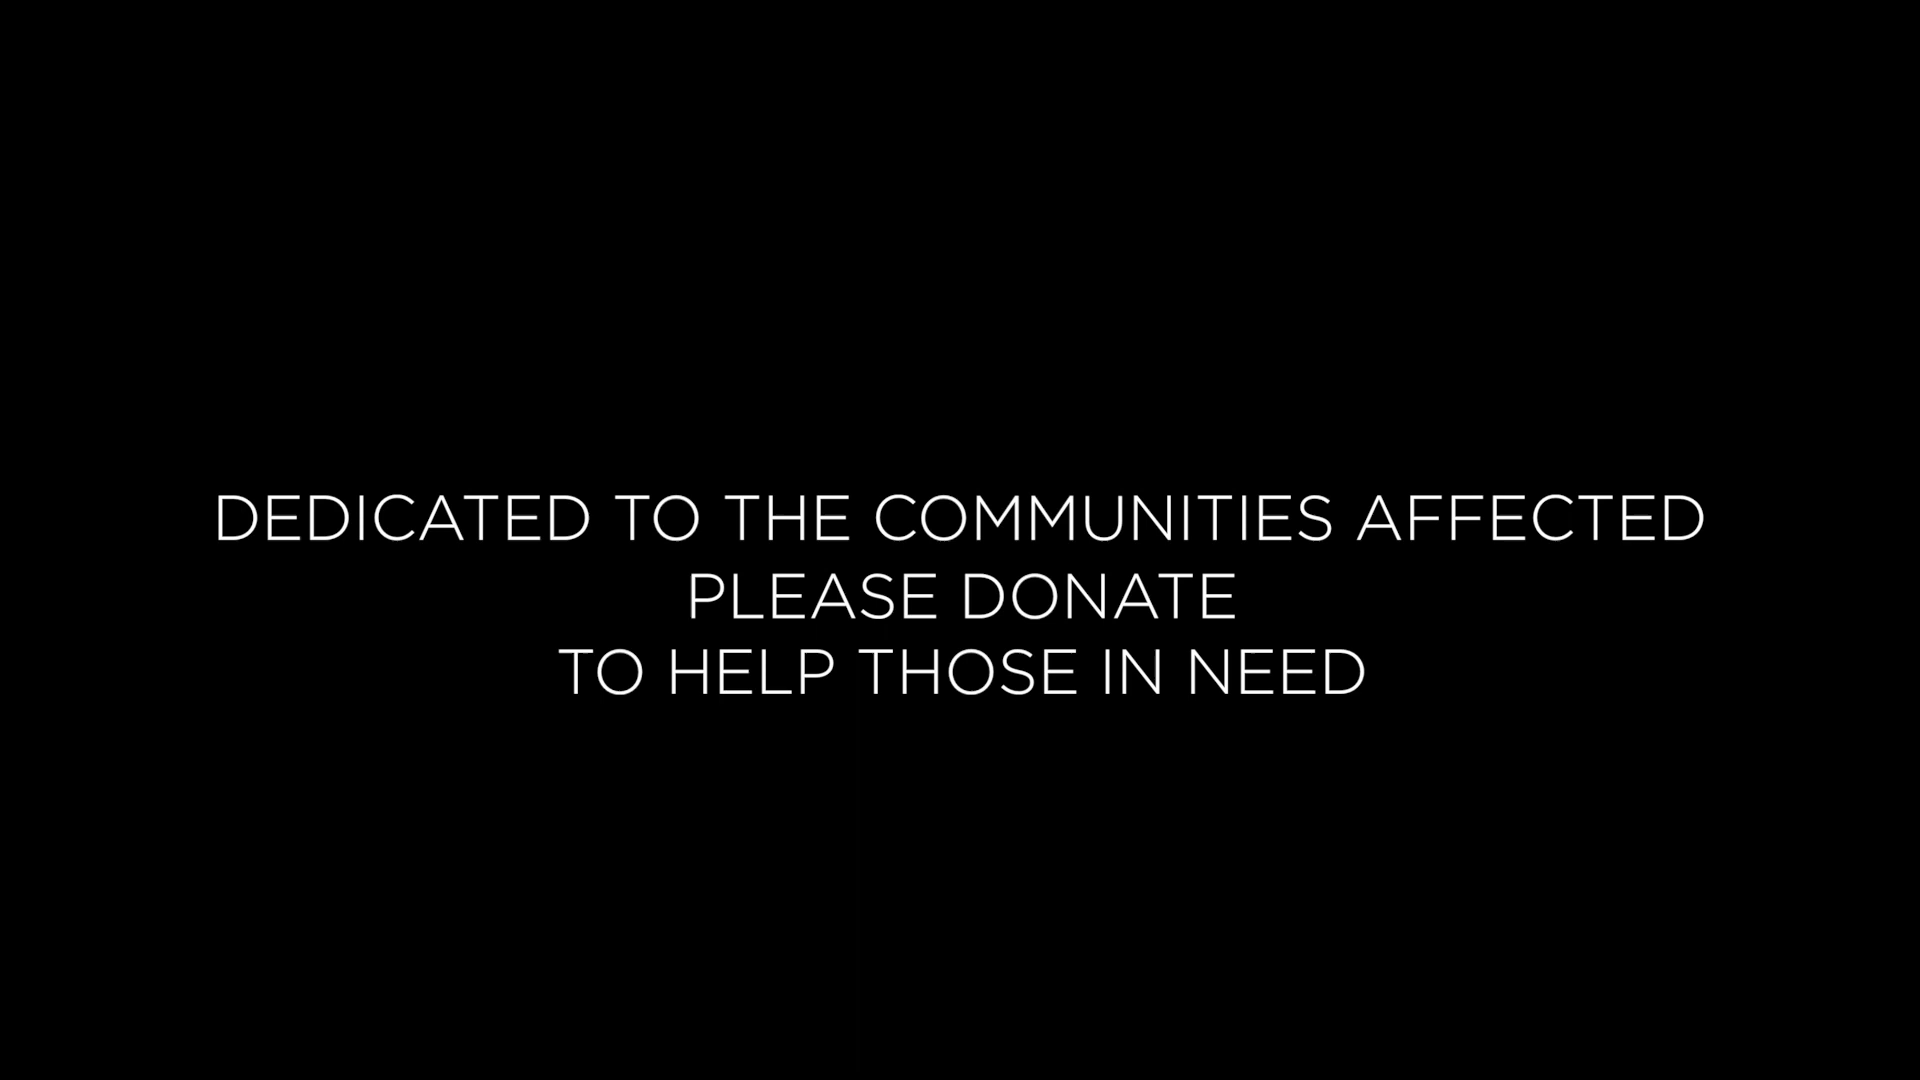 DEDICATED TO THE COMMUNITIES AFFECTED
PLEASE DONATE
TO HELP THOSE IN NEED